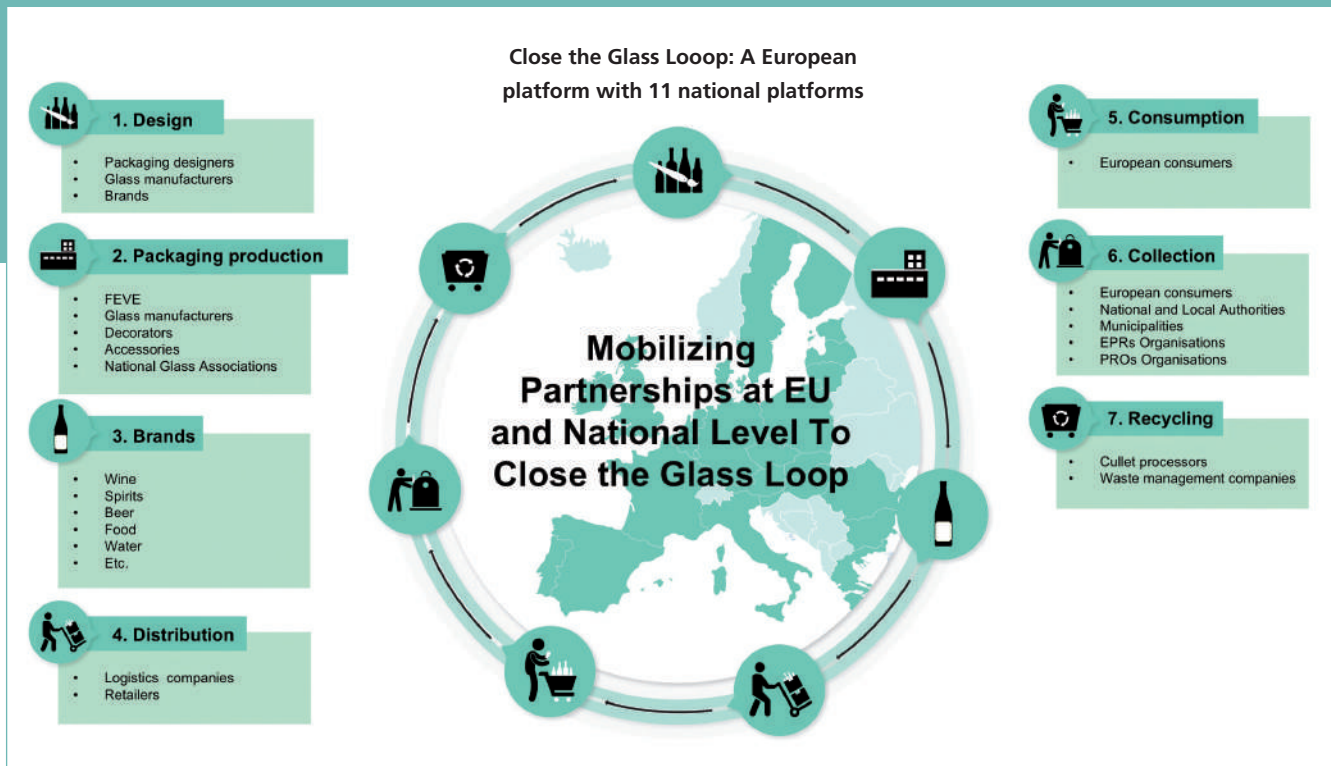 Close the Glass Looop: A European
platform with 11 national platforms
1. Design
• Packaging designers
• Glass manufacturers
• Brands
2. Packaging production
• FEVE
• Glass manufacturers
• Decorators
• Accessories
• National Glass Associations
3. Brands
• Wine
• Spirits
• Beer
• Food
• Water
• Etc.
4. Distribution
• Logistics companies
• Retailers
Mobilizing
Partnerships at EU
and National Level To
Close the Glass Loop
5. Consumption
• European consumers
6. Collection
• European consumers
• National and Local Authorities
• Municipalities
• EPRs Organisations
• PROs Organisations
7. Recycling
• Cullet processors
• Waste management companies